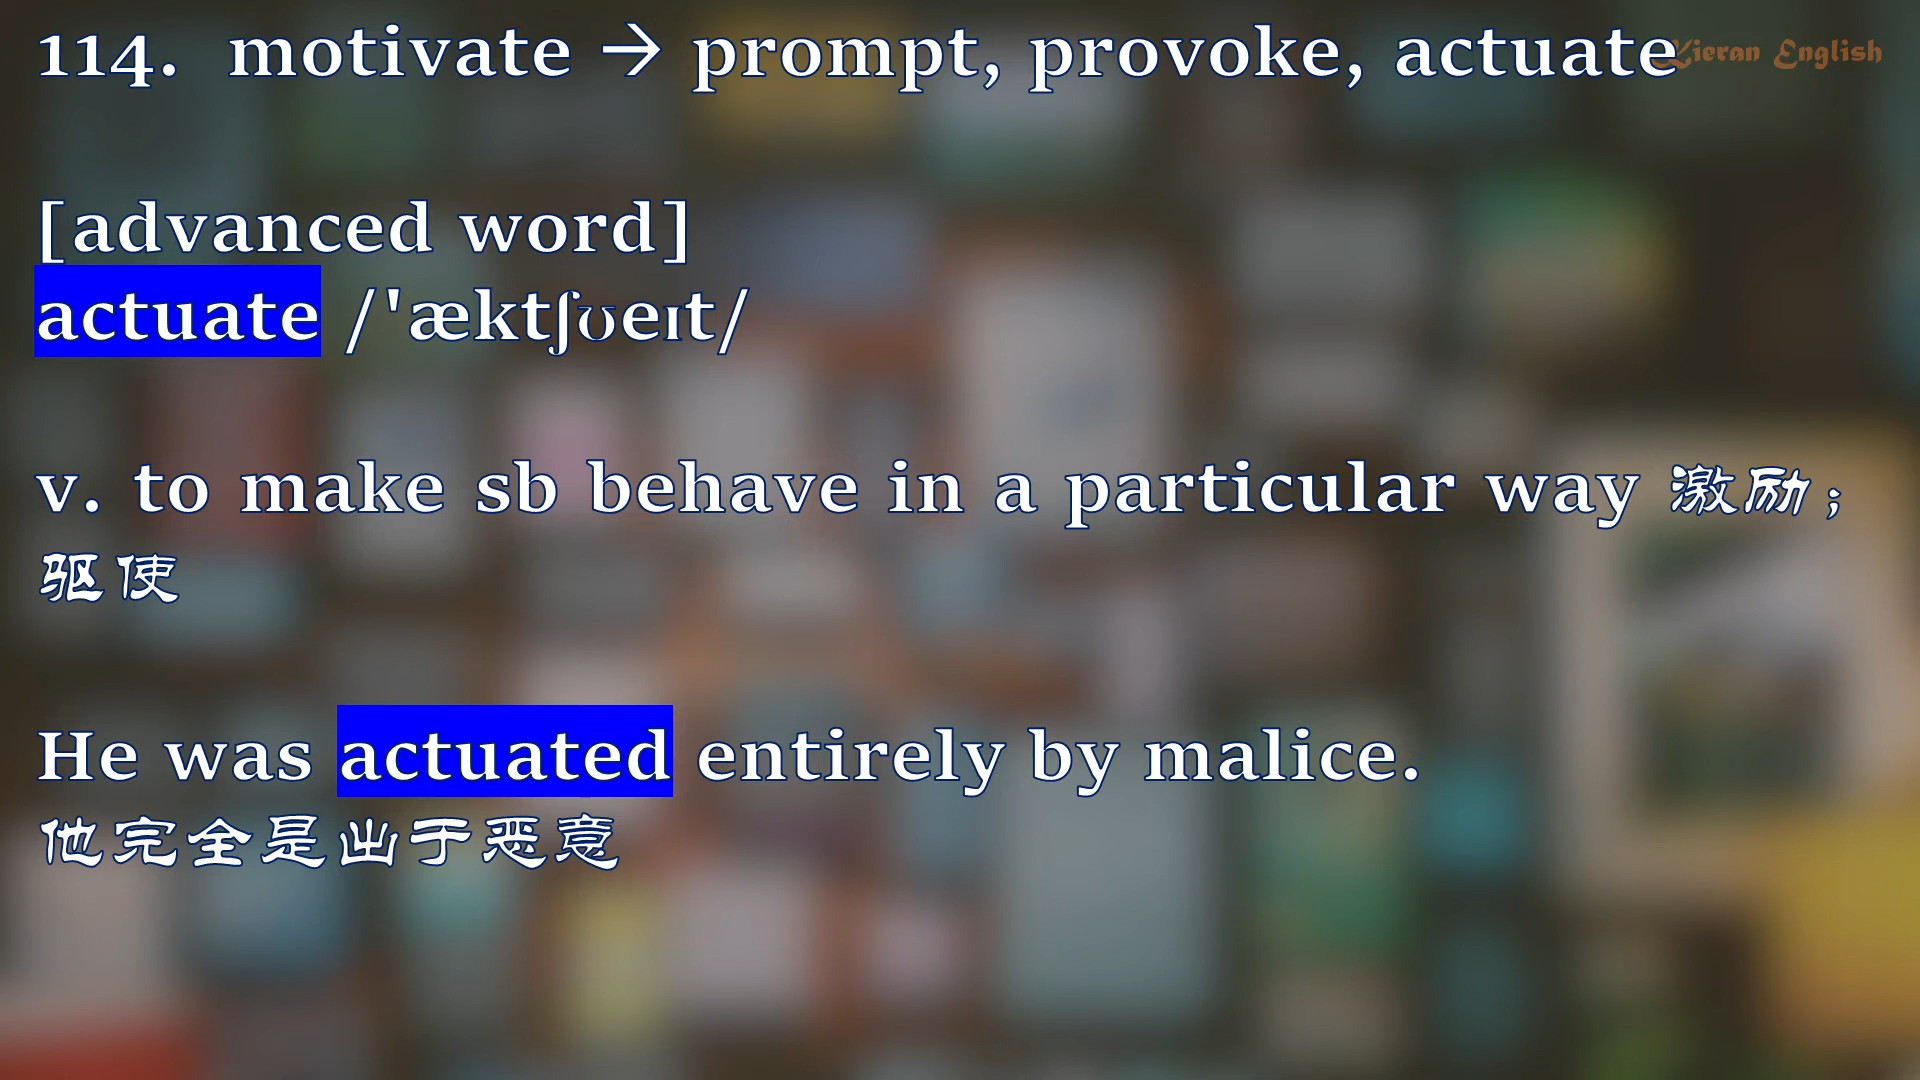 114. motivate → prompt, provoke, actuate
Kieran English
[advanced word]
actuate /'æktʃʊeɪt/
v. to make sb behave in a particular way 激励；
驱使
He was actuated entirely by malice.
他完全是出于恶意